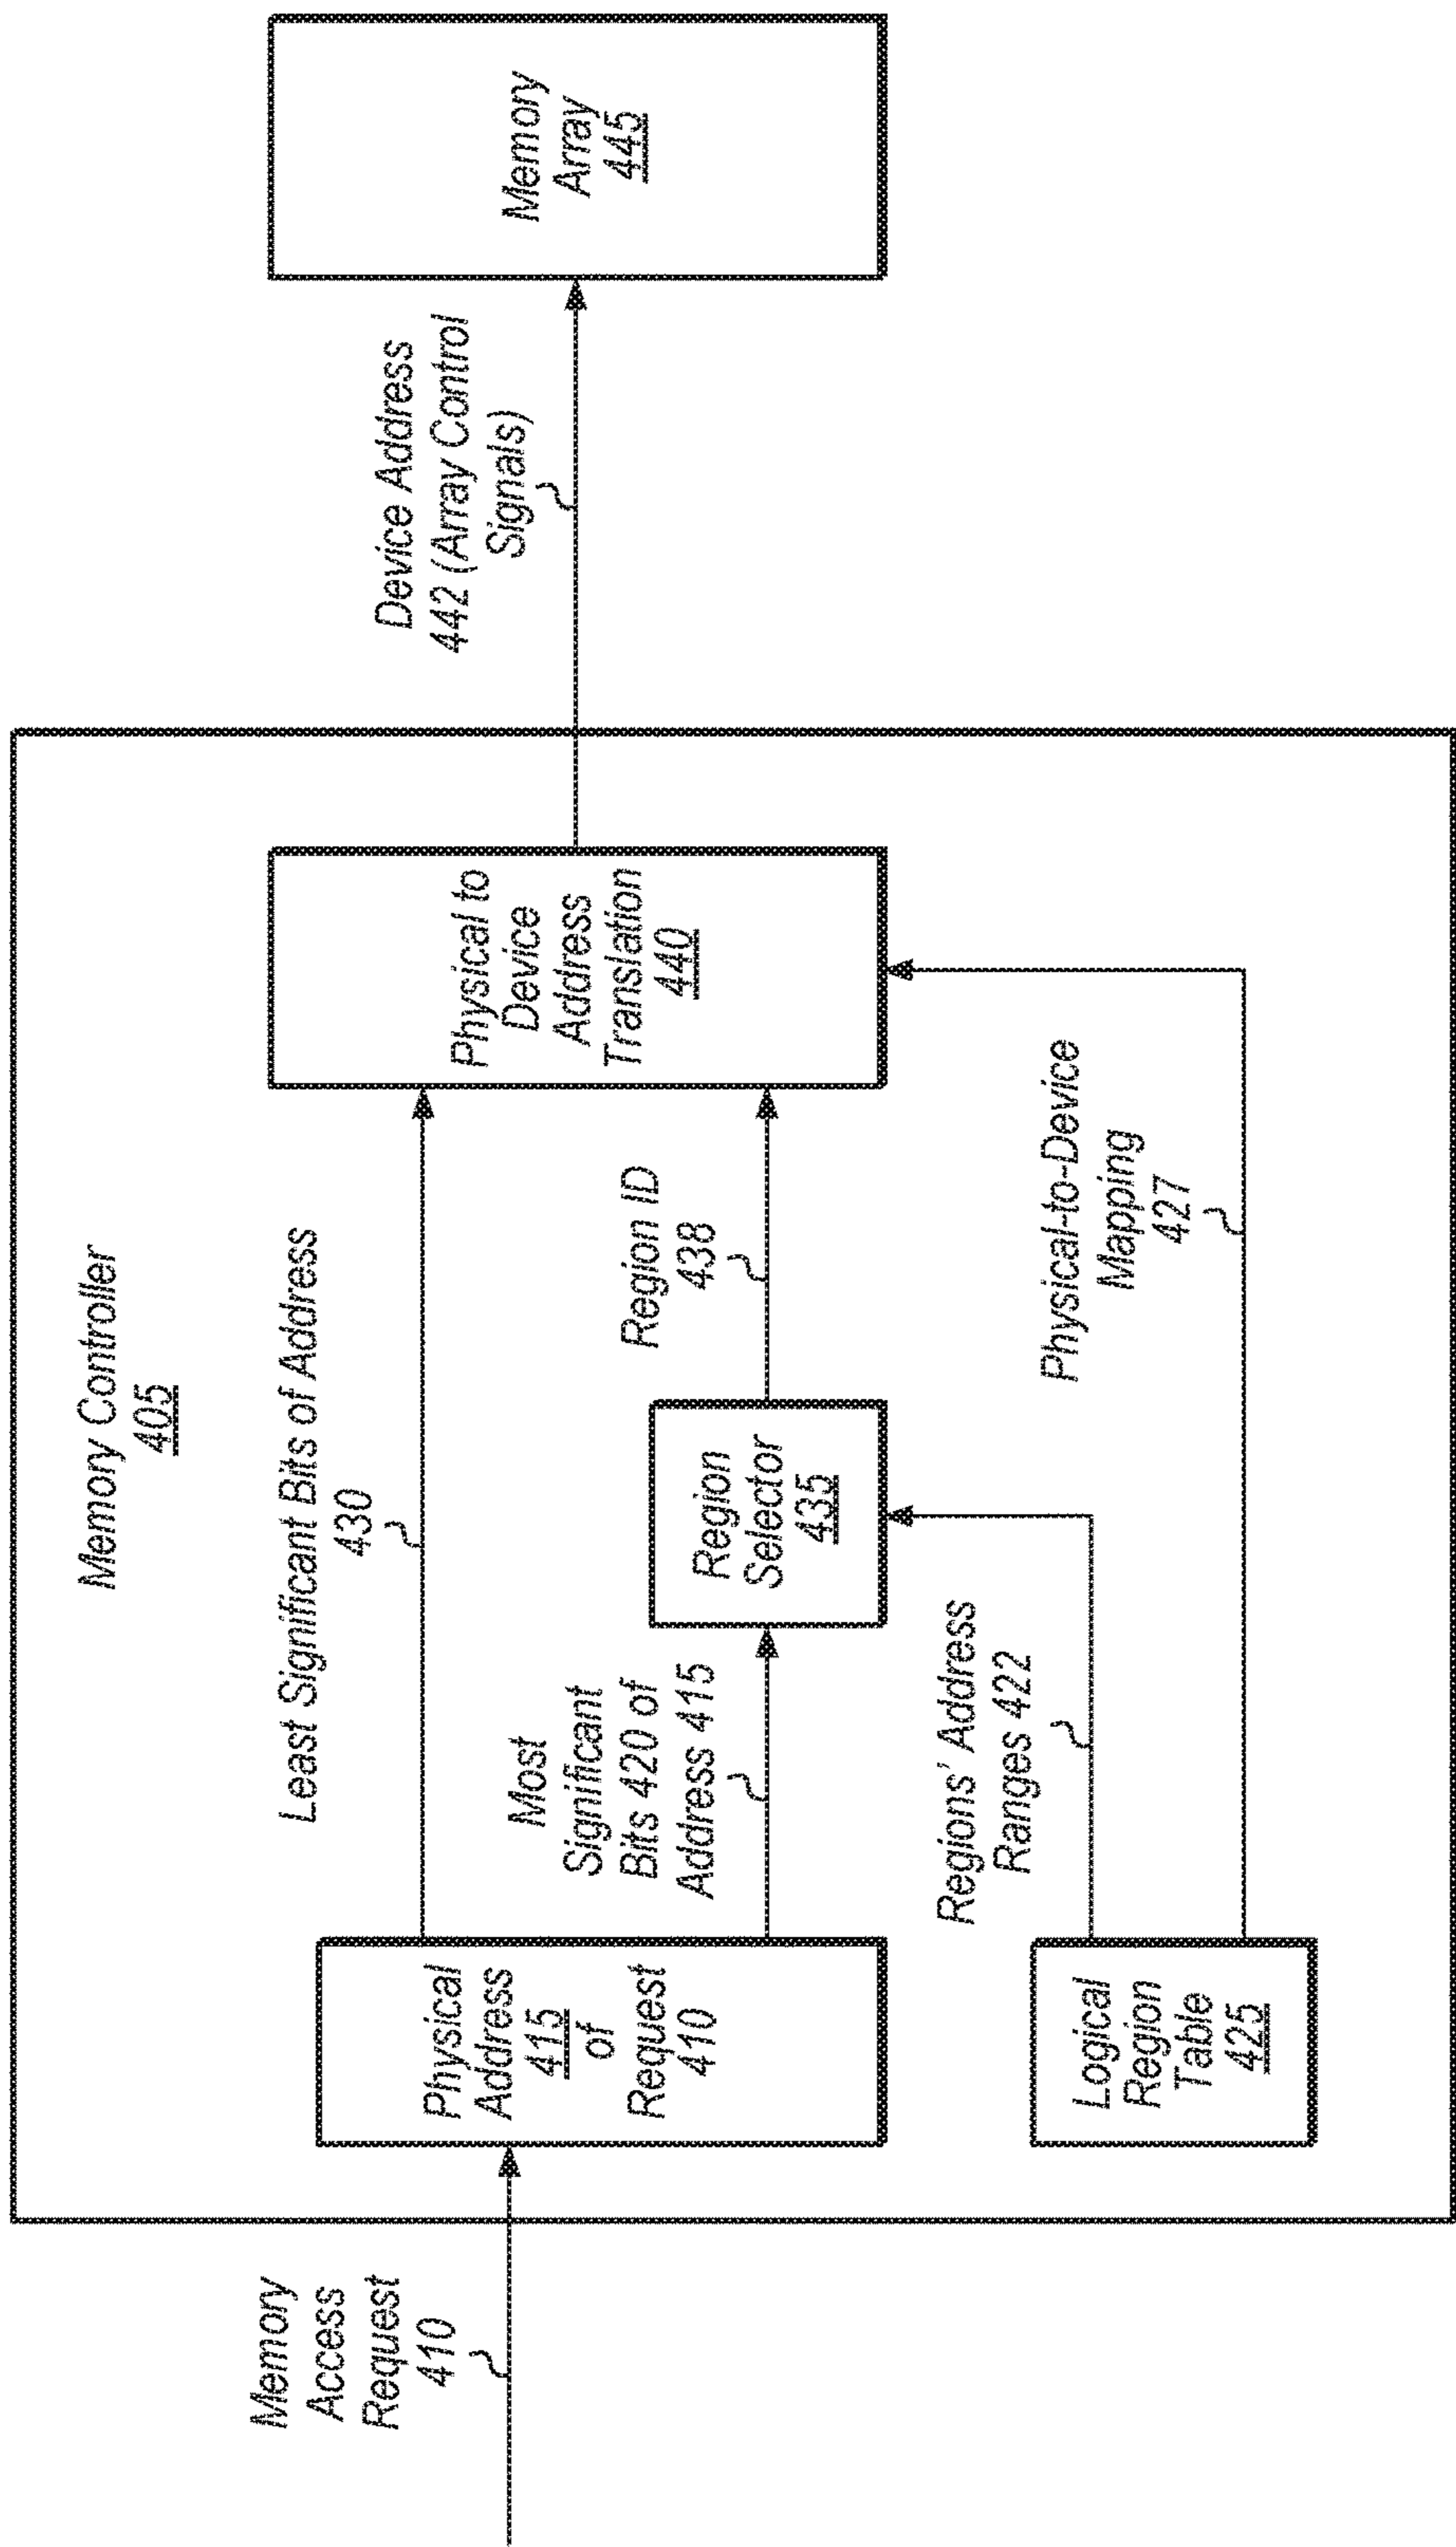 Memory Controller
405
Memory
Access
Request
410
Physical
Address
415
of
Request
410
Least Significant Bits of Address
430
Most
Significant
Bits 420 of
Address 415
Region
Selector
435
Region ID
438
Physical to
Device
Address
Translation
440
Device Address
442 (Array Control
Signals)
Memory
Array
445
Logical
Region
Table
425
Regions' Address
Ranges 422
Physical-to-Device
Mapping
427